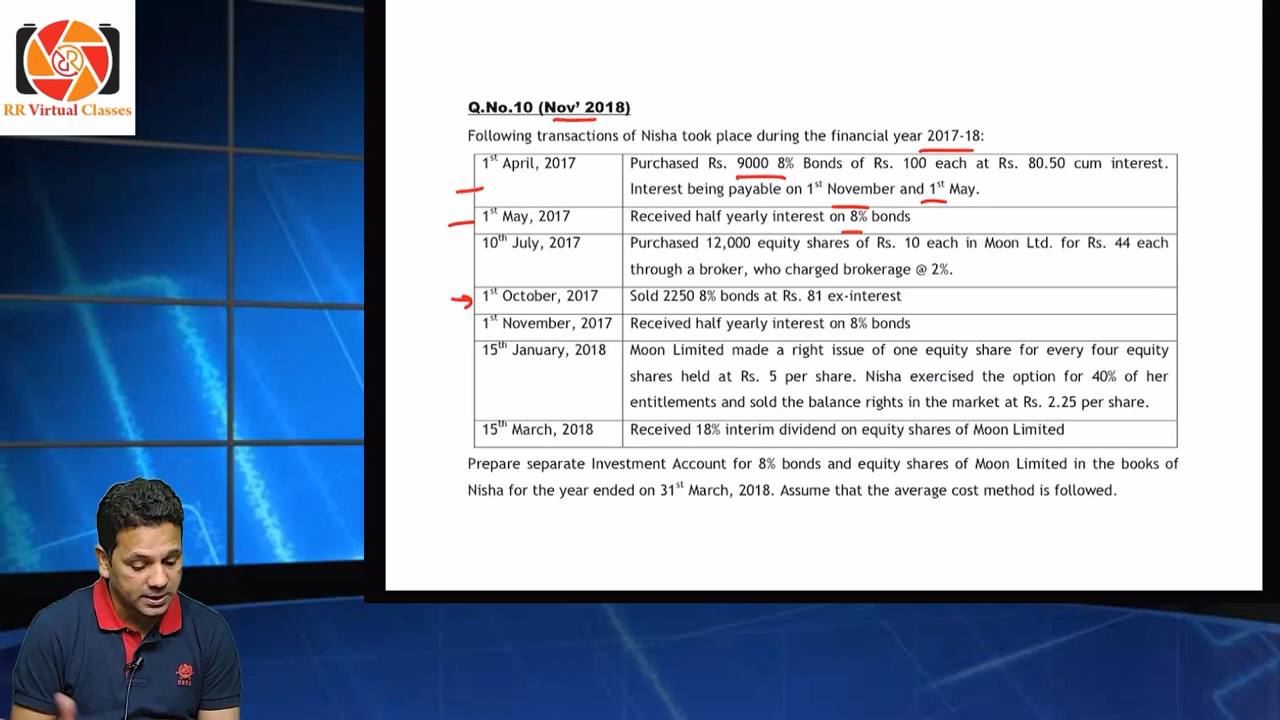 RR Virtual Classes
Q.No.10 (Nov' 2018)
Following transactions of Nisha took place during the financial year 2017-18:
1st April, 2017 Purchased Rs. 9000 8% Bonds of Rs. 100 each at Rs. 80.50 cum interest.
Interest being payable on 1st November and 1st May.
1st May, 2017 Received half yearly interest on 8% bonds
10th July, 2017 Purchased 12,000 equity shares of Rs. 10 each in Moon Ltd. for Rs. 44 each
through a broker, who charged brokerage @ 2%.
1st October, 2017 Sold 2250 8% bonds at Rs. 81 ex-interest
1st November, 2017 Received half yearly interest on 8% bonds
15th January, 2018 Moon Limited made a right issue of one equity share for every four equity
shares held at Rs. 5 per share. Nisha exercised the option for 40% of her
entitlements and sold the balance rights in the market at Rs. 2.25 per share.
15th March, 2018 Received 18% interim dividend on equity shares of Moon Limited
Prepare separate Investment Account for 8% bonds and equity shares of Moon Limited in the books of
Nisha for the year ended on 31st March, 2018. Assume that the average cost method is followed.